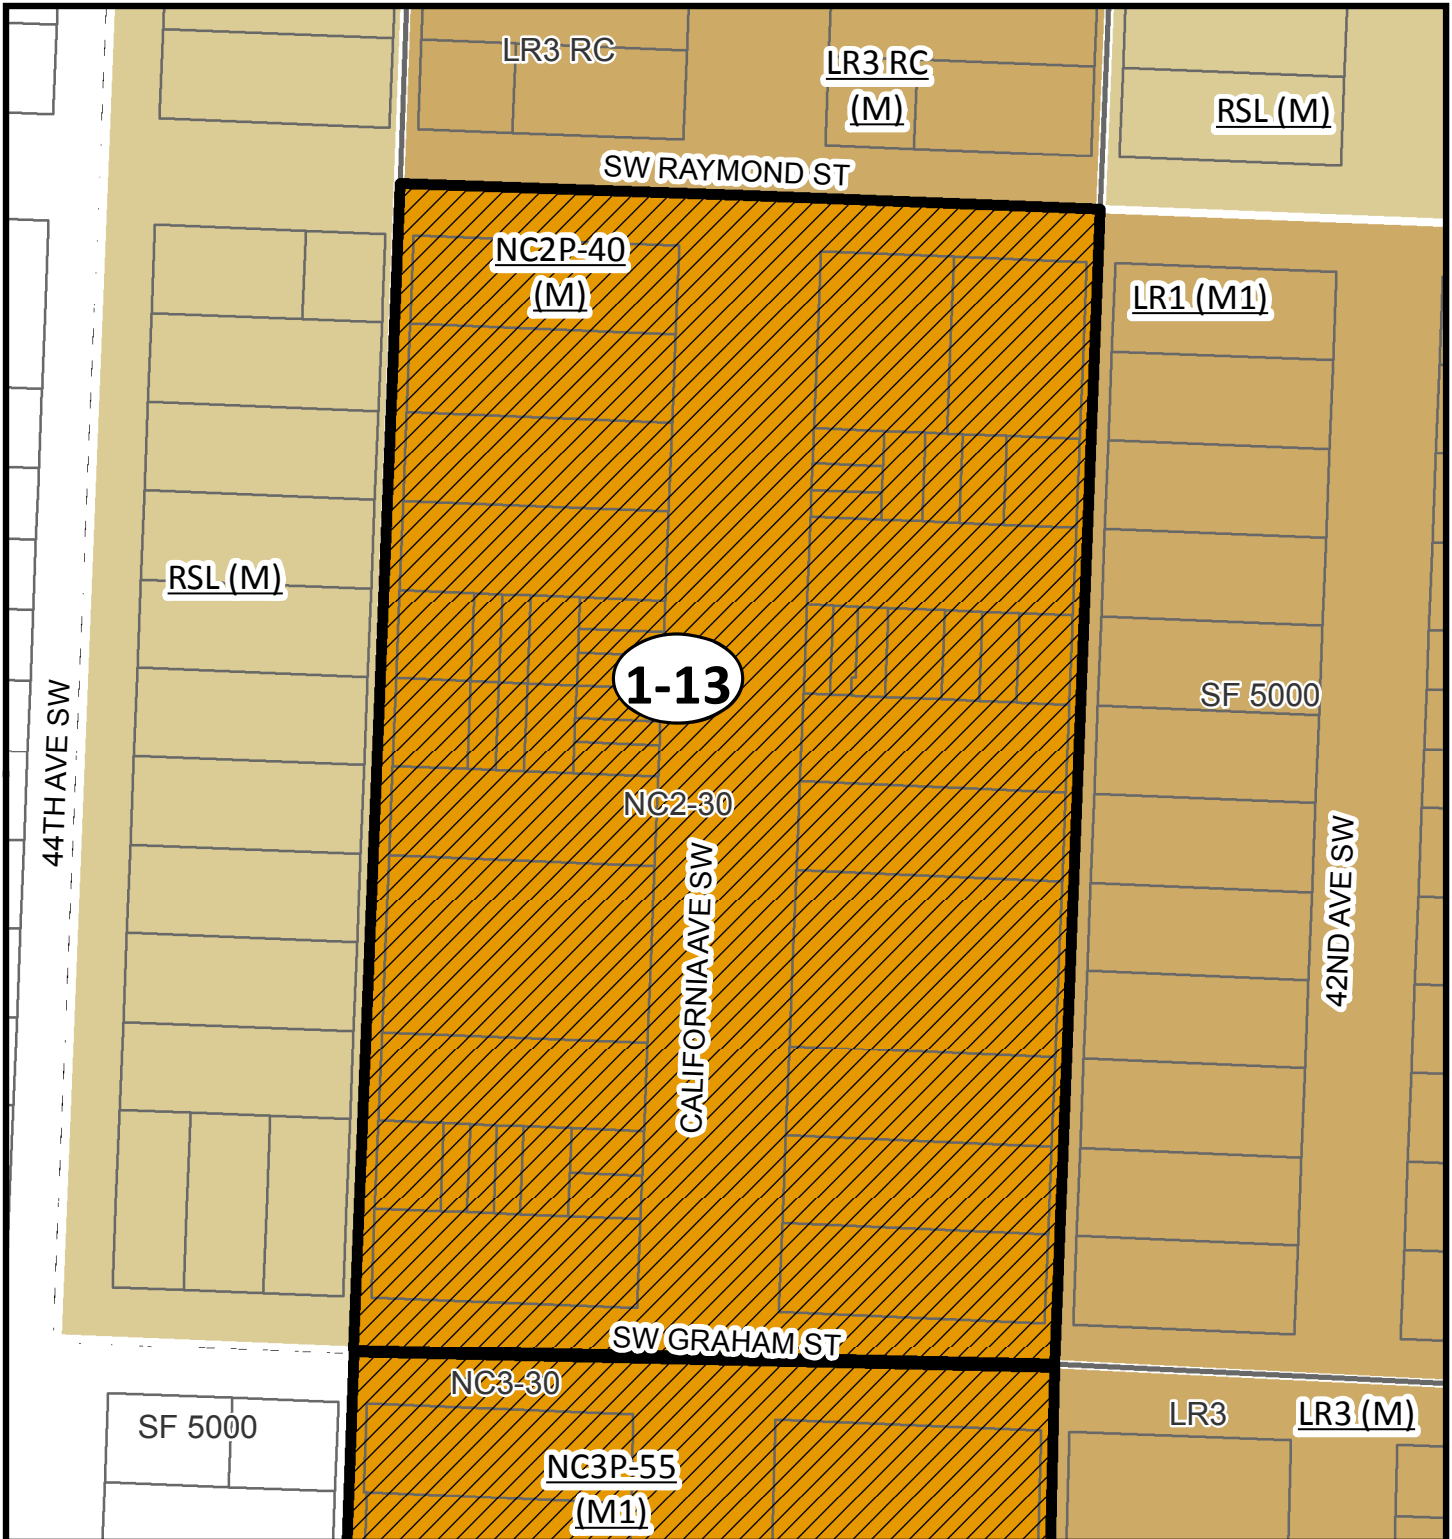 LR3 RC
LR3 RC
(M)
RSL (M)
SW RAYMOND ST
NC2P-40
(M)
LR1 (M1)
RSL (M)
1-13
SF 5000
44TH AVE SW
NC2-30
CALIFORNIA AVE SW
42ND AVE SW
SW GRAHAM ST
NC3-30
SF 5000
LR3
LR3 (M)
NC3P-55
(M1)